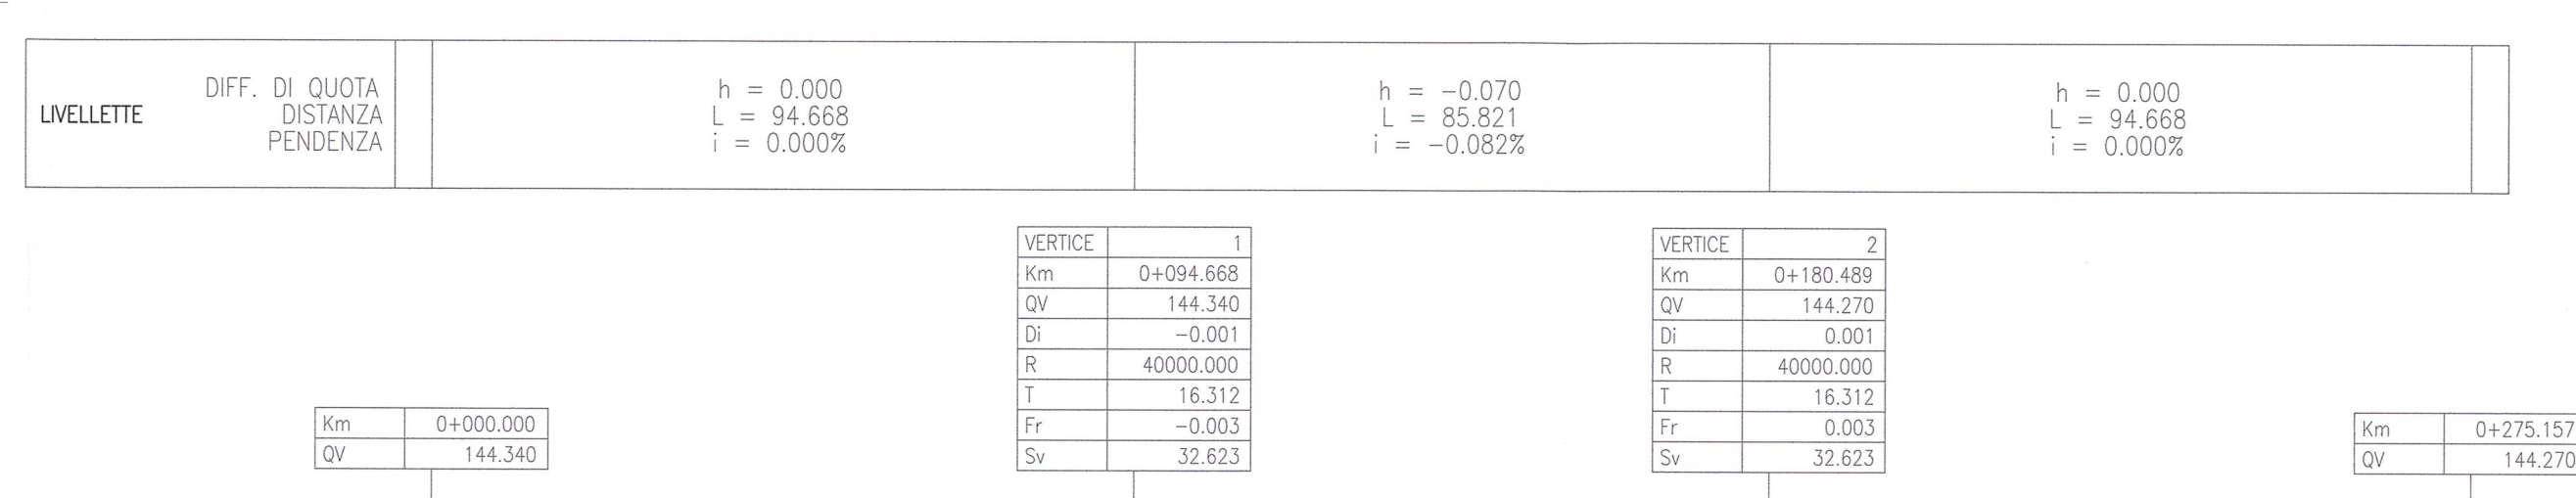 LIVELLETTE
DIFF. DI QUOTA
DISTANZA
PENDENZA
h = 0.000
L = 94.668
i = 0.000%
h = -0.070
L = 85.821
i = -0.082%
h = 0.000
L = 94.668
i = 0.000%
Km 0+000.000
QV 144.340
VERTICE 1
Km 0+094.668
QV 144.340
Di -0.001
R 40000.000
T 16.312
Fr -0.003
Sv 32.623
VERTICE 2
Km 0+180.489
QV 144.270
Di 0.001
R 40000.000
T 16.312
Fr 0.003
Sv 32.623
Km 0+275.157
QV 144.270